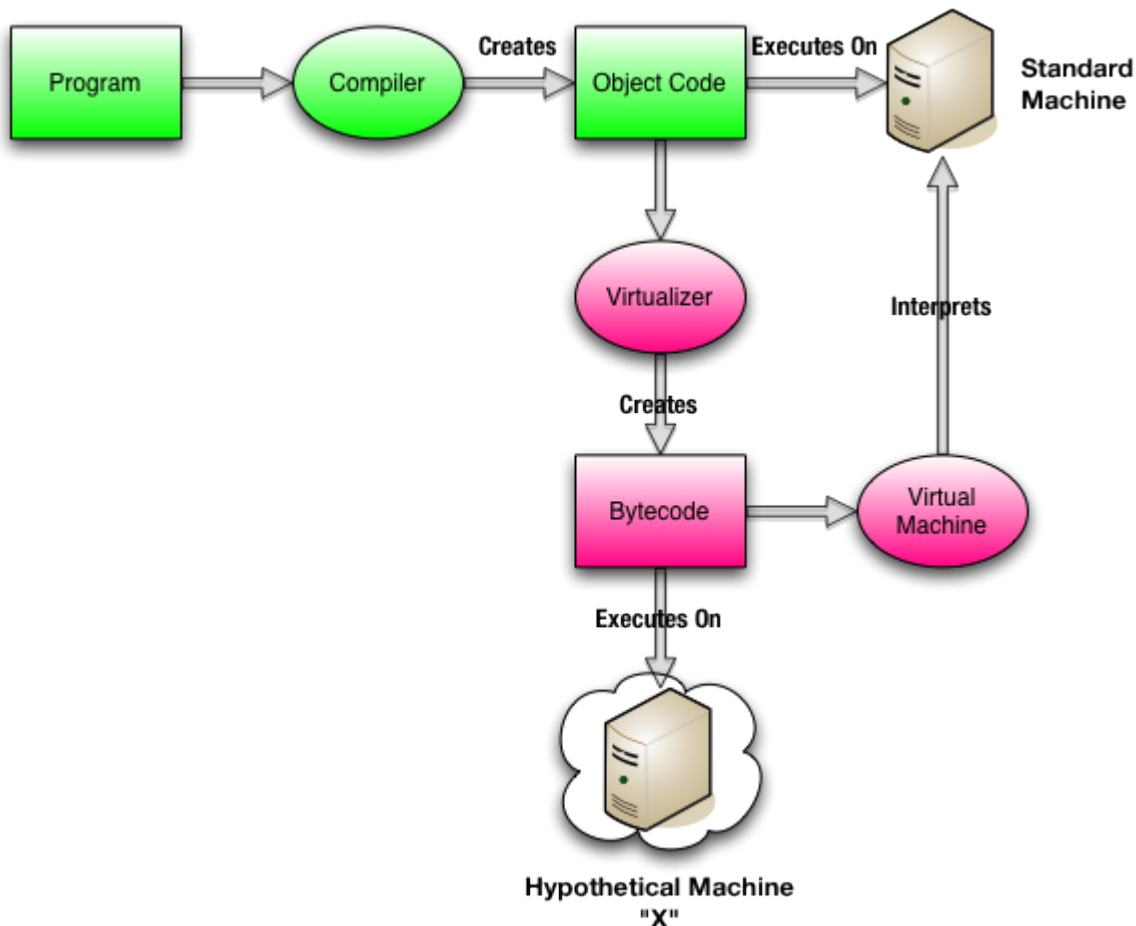 Program
Compiler
Creates
Object Code
Executes On
Standard
Machine
Virtualizer
Interprets
Creates
Bytecode
Virtual
Machine
Executes On
Hypothetical Machine
"X"